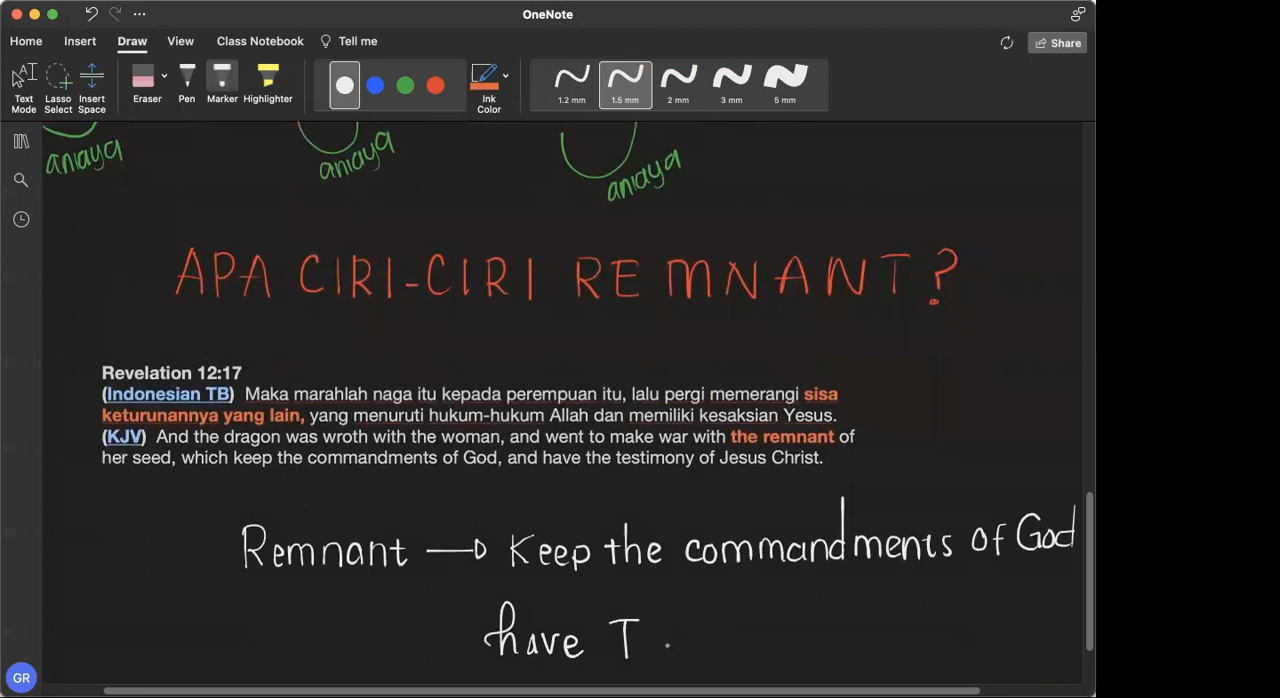 OneNote
Home Insert Draw View Class Notebook Tell me Share
Text Mode
Lasso Select
Insert Space
Eraser
Pen
Marker
Highlighter
Ink Color
1.2 mm
1.5 mm
2 mm
3 mm
5 mm
aniaya aniaya aniaya
APA CIRI-CIRI REMNANT?
Revelation 12:17
(Indonesian TB) Maka marahlah naga itu kepada perempuan itu, lalu pergi memerangi sisa
keturunannya yang lain, yang menuruti hukum-hukum Allah dan memiliki kesaksian Yesus.
(KJV) And the dragon was wroth with the woman, and went to make war with the remnant of
her seed, which keep the commandments of God, and have the testimony of Jesus Christ.
Remnant → Keep the commandments of God
have T
GR